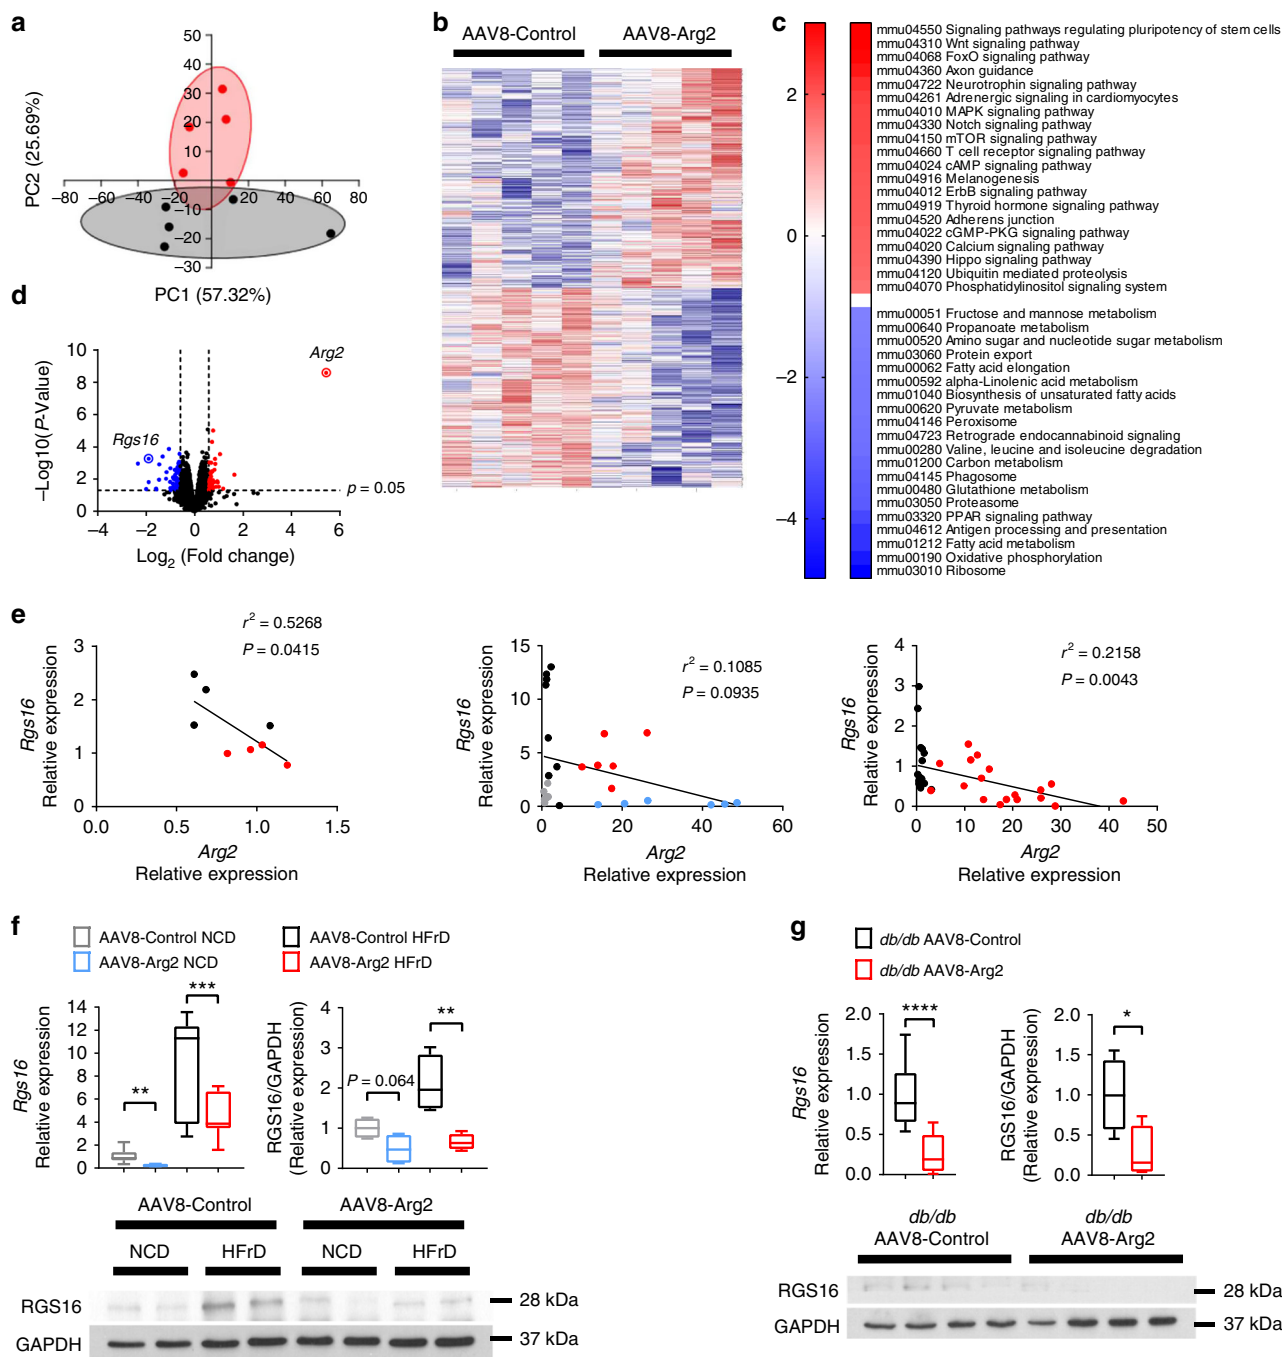 a
50
40
30
20
10
−10
−20
−30
−80 −60 −40 −20 20 40 60 80
PC2 (25.69%)
PC1 (57.32%)
b
AAV8-Control AAV8-Arg2
c
2
0
−2
−4
mmu04550 Signaling pathways regulating pluripotency of stem cells
mmu04310 Wnt signaling pathway
mmu04068 FoxO signaling pathway
mmu04360 Axon guidance
mmu04722 Neurotrophin signaling pathway
mmu04261 Adrenergic signaling in cardiomyocytes
mmu04010 MAPK signaling pathway
mmu04330 Notch signaling pathway
mmu04150 mTOR signaling pathway
mmu04660 T cell receptor signaling pathway
mmu04024 cAMP signaling pathway
mmu04916 Melanogenesis
mmu04012 ErbB signaling pathway
mmu04919 Thyroid hormone signaling pathway
mmu04520 Adherens junction
mmu04022 cGMP-PKG signaling pathway
mmu04020 Calcium signaling pathway
mmu04390 Hippo signaling pathway
mmu04120 Ubiquitin mediated proteolysis
mmu04070 Phosphatidylinositol signaling system
mmu00051 Fructose and mannose metabolism
mmu00640 Propanoate metabolism
mmu00520 Amino sugar and nucleotide sugar metabolism
mmu03060 Protein export
mmu00062 Fatty acid elongation
mmu00592 alpha-Linolenic acid metabolism
mmu01040 Biosynthesis of unsaturated fatty acids
mmu00620 Pyruvate metabolism
mmu04146 Peroxisome
mmu04723 Retrograde endocannabinoid signaling
mmu00280 Valine, leucine and isoleucine degradation
mmu01200 Carbon metabolism
mmu04145 Phagosome
mmu00480 Glutathione metabolism
mmu03050 Proteasome
mmu03320 PPAR signaling pathway
mmu04612 Antigen processing and presentation
mmu01212 Fatty acid metabolism
mmu00190 Oxidative phosphorylation
mmu03010 Ribosome
d
10
8
6
4
2
0
−4 −2 0 2 4 6
−Log10(P-Value)
Log2 (Fold change)
Arg2
Rgs16
p = 0.05
e
r2 = 0.5268
P = 0.0415
3
2
1
0
0.0 0.5 1.0 1.5
Rgs16
Relative expression
Arg2
Relative expression
r2 = 0.1085
P = 0.0935
15
10
5
0
0 20 40 60
Rgs16
Relative expression
Arg2
Relative expression
r2 = 0.2158
P = 0.0043
4
3
2
1
0
0 10 20 30 40 50
Rgs16
Relative expression
Arg2
Relative expression
f
AAV8-Control NCD
AAV8-Arg2 NCD
AAV8-Control HFrD
AAV8-Arg2 HFrD
14
12
10
8
6
4
2
0
Rgs16
Relative expression
**
***
4
3
2
1
0
RGS16/GAPDH
(Relative expression)
P = 0.064
**
AAV8-Control AAV8-Arg2
NCD HFrD NCD HFrD
RGS16
28 kDa
GAPDH
37 kDa
g
db/db AAV8-Control
db/db AAV8-Arg2
2.0
1.5
1.0
0.5
0.0
Rgs16
Relative expression
****
2.0
1.5
1.0
0.5
0.0
RGS16/GAPDH
(Relative expression)
*
db/db db/db
AAV8-Control AAV8-Arg2
RGS16
28 kDa
GAPDH
37 kDa